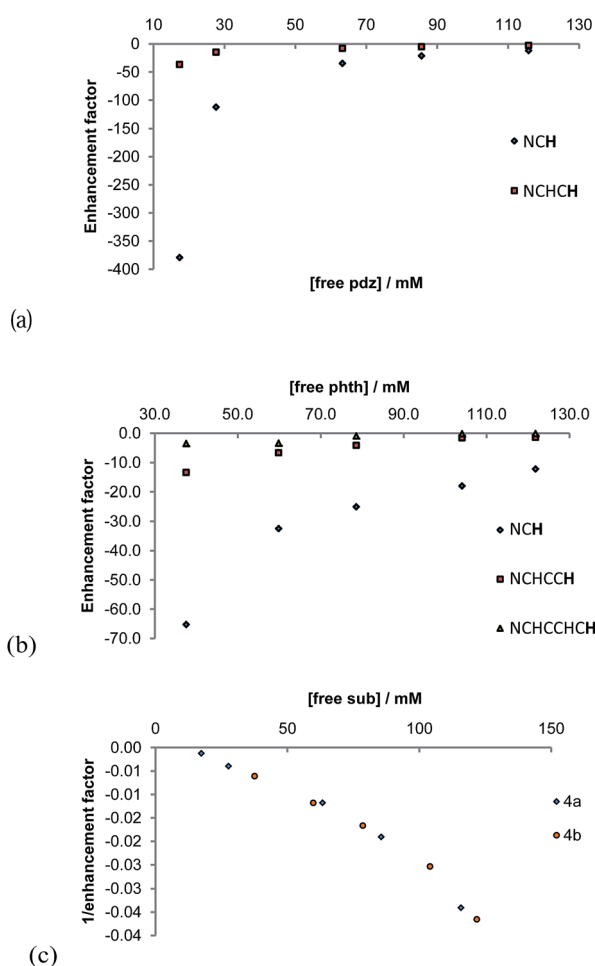 10 30 50 70 90 110 130
0
-50
-100
-150
-200
-250
-300
-350
-400
Enhancement factor
NCH
NCHCH
[free pdz] / mM
(a)
[free phth] / mM
30.0 50.0 70.0 90.0 110.0 130.0
0.0
-10.0
-20.0
-30.0
-40.0
-50.0
-60.0
-70.0
Enhancement factor
NCH
NCHCCH
NCHCCHCH
(b)
[free sub] / mM
0 50 100 150
0.00
-0.01
-0.01
-0.02
-0.02
-0.03
-0.03
-0.04
-0.04
1/enhancement factor
4a
4b
(c)